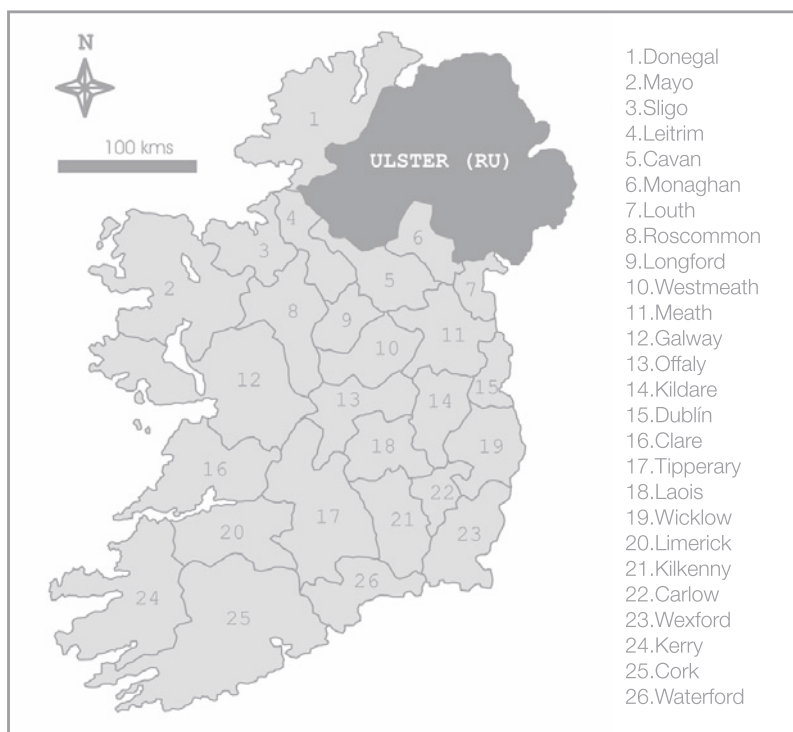 N
100 kms
ULSTER (RU)
1
2
3
4
5
6
7
8
9
10
11
12
13
14
15
16
17
18
19
20
21
22
23
24
25
26
1.Donegal
2.Mayo
3.Sligo
4.Leitrim
5.Cavan
6.Monaghan
7.Louth
8.Roscommon
9.Longford
10.Westmeath
11.Meath
12.Galway
13.Offaly
14.Kildare
15.Dublín
16.Clare
17.Tipperary
18.Laois
19.Wicklow
20.Limerick
21.Kilkenny
22.Carlow
23.Wexford
24.Kerry
25.Cork
26.Waterford